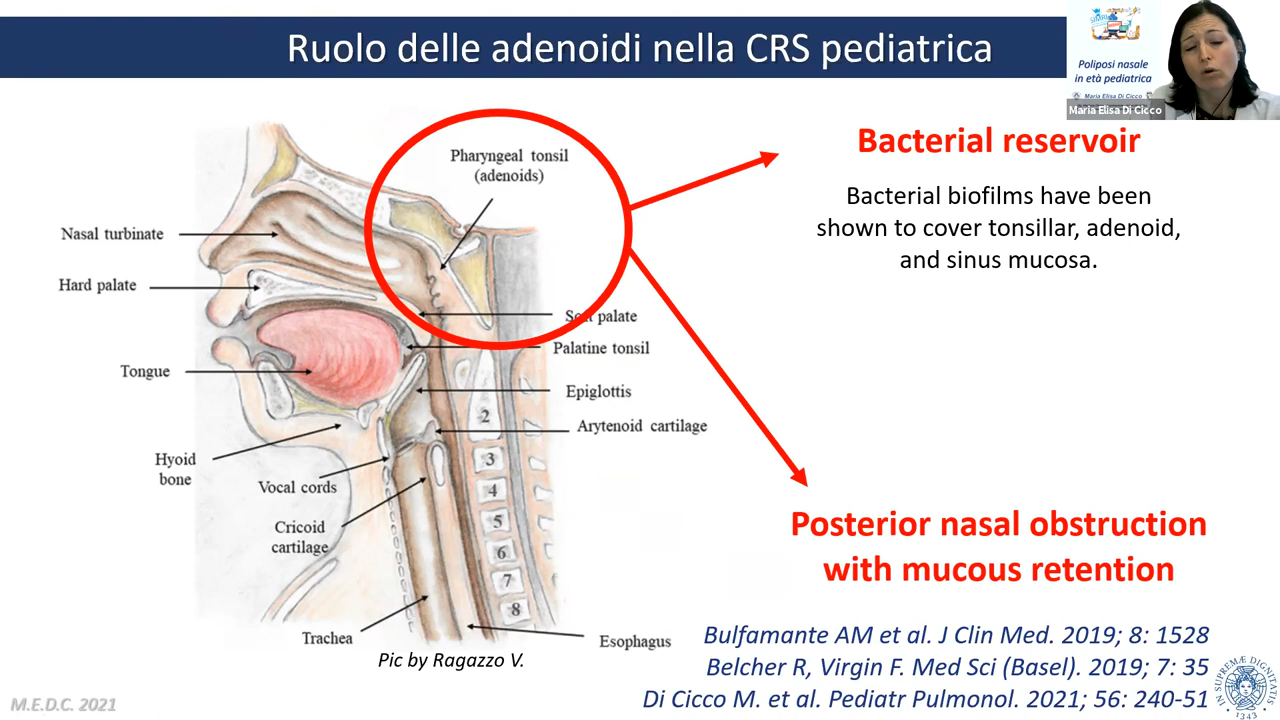 Ruolo delle adenoidi nella CRS pediatrica
Poliposi nasale
in età pediatrica
Maria Elisa Di Cicco
Maria Elisa Di Cicco
Bacterial reservoir
Bacterial biofilms have been
shown to cover tonsillar, adenoid,
and sinus mucosa.
Pharyngeal tonsil
(adenoids)
Nasal turbinate
Hard palate
Soft palate
Palatine tonsil
Tongue
Epiglottis
Arytenoid cartilage
Hyoid
bone
Vocal cords
Cricoid
cartilage
Trachea
Esophagus
2
3
4
5
6
7
8
Pic by Ragazzo V.
Posterior nasal obstruction
with mucous retention
Bulfamante AM et al. J Clin Med. 2019; 8: 1528
Belcher R, Virgin F. Med Sci (Basel). 2019; 7: 35
Di Cicco M. et al. Pediatr Pulmonol. 2021; 56: 240-51
M.E.D.C. 2021
IN SUPREMÆ DIGNITATIS
1343